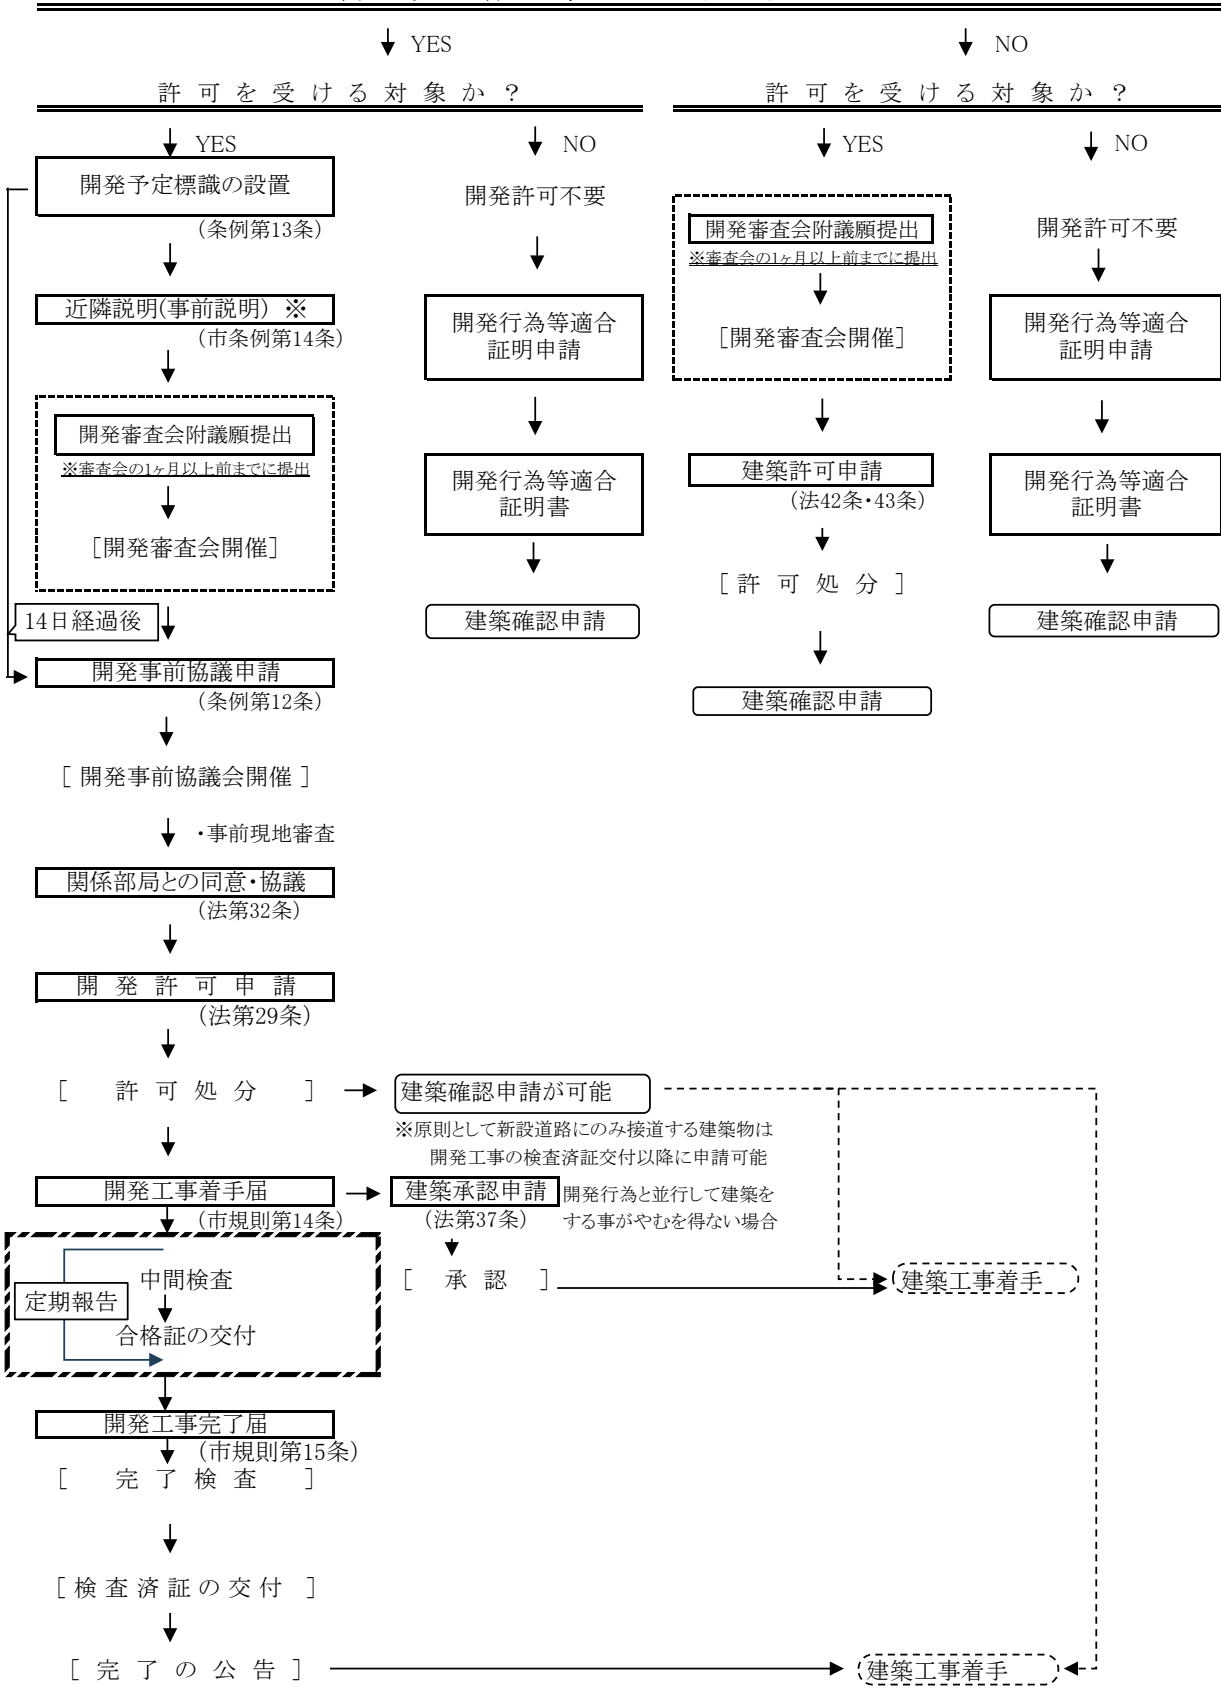 YES
NO
許可を受ける対象か？
許可を受ける対象か？
YES
NO
YES
NO
開発予定標識の設置
(条例第13条)
近隣説明(事前説明) ※
(市条例第14条)
開発審査会附議願提出
※審査会の1ヶ月以上前までに提出
[開発審査会開催]
14日経過後
開発事前協議申請
(条例第12条)
[ 開発事前協議会開催 ]
・事前現地審査
関係部局との同意・協議
(法第32条)
開発許可申請
(法第29条)
[ 許可処分 ]
開発許可不要
開発行為等適合
証明申請
開発行為等適合
証明書
建築確認申請
開発審査会附議願提出
※審査会の1ヶ月以上前までに提出
[開発審査会開催]
建築許可申請
(法42条・43条)
[許可処分]
建築確認申請
開発許可不要
開発行為等適合
証明申請
開発行為等適合
証明書
建築確認申請
建築確認申請が可能
※原則として新設道路にのみ接道する建築物は
開発工事の検査済証交付以降に申請可能
開発工事着手届
(市規則第14条)
建築承認申請
(法第37条)
開発行為と並行して建築を
する事がやむを得ない場合
[ 承認 ]
建築工事着手
中間検査
定期報告
合格証の交付
開発工事完了届
(市規則第15条)
[ 完了検査 ]
[検査済証の交付 ]
[ 完了の公告 ]
建築工事着手